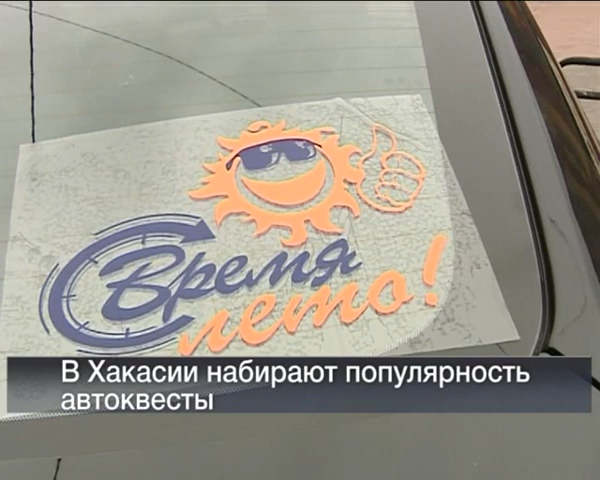 Время
лето!
В Хакасии набирают популярность
автоквесты